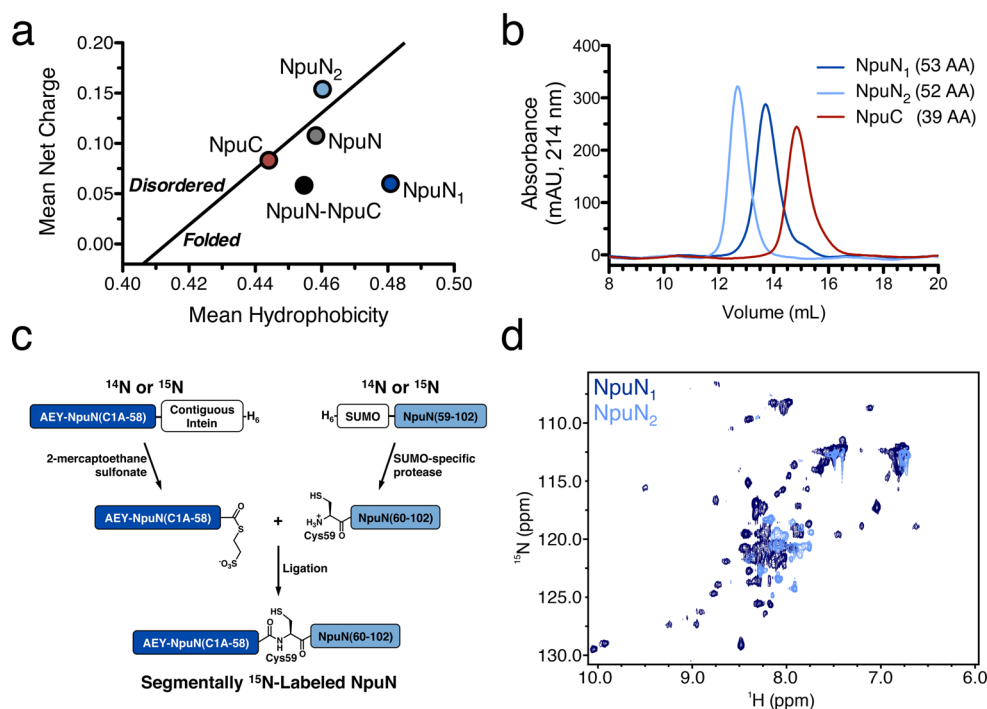 a
0.20
0.15
0.10
0.05
0.00
Mean Net Charge
NpuN2
NpuC
NpuN
NpuN-NpuC
NpuN1
Disordered
Folded
0.40 0.42 0.44 0.46 0.48 0.50
Mean Hydrophobicity
b
400
300
200
100
0
Absorbance
(mAU, 214 nm)
NpuN1 (53 AA)
NpuN2 (52 AA)
NpuC (39 AA)
8 10 12 14 16 18 20
Volume (mL)
c
14N or 15N
AEY-NpuN(C1A-58)
Contiguous
Intein
H6
14N or 15N
H6
SUMO
NpuN(59-102)
2-mercaptoethane
sulfonate
SUMO-specific
protease
AEY-NpuN(C1A-58)
O
S
-O3S
+
HS
H3N+
O
Cys59
NpuN(60-102)
Ligation
AEY-NpuN(C1A-58)
HS
O
N
H
O
Cys59
NpuN(60-102)
Segmentally 15N-Labeled NpuN
d
NpuN1
NpuN2
110.0
115.0
120.0
125.0
130.0
15N (ppm)
10.0 9.0 8.0 7.0 6.0
1H (ppm)